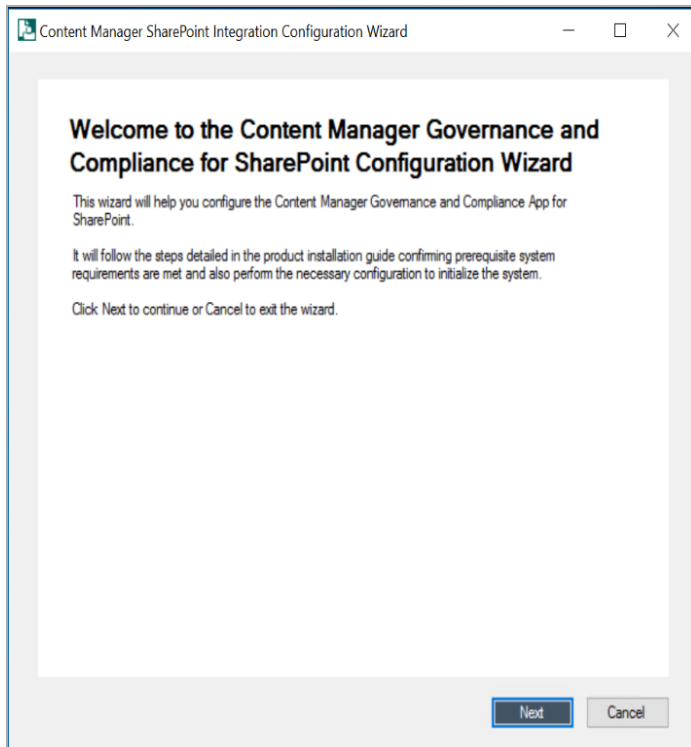 Content Manager SharePoint Integration Configuration Wizard
Welcome to the Content Manager Governance and
Compliance for SharePoint Configuration Wizard
This wizard will help you configure the Content Manager Governance and Compliance App for
SharePoint.
It will follow the steps detailed in the product installation guide confirming prerequisite system
requirements are met and also perform the necessary configuration to initialize the system.
Click Next to continue or Cancel to exit the wizard.
Next
Cancel